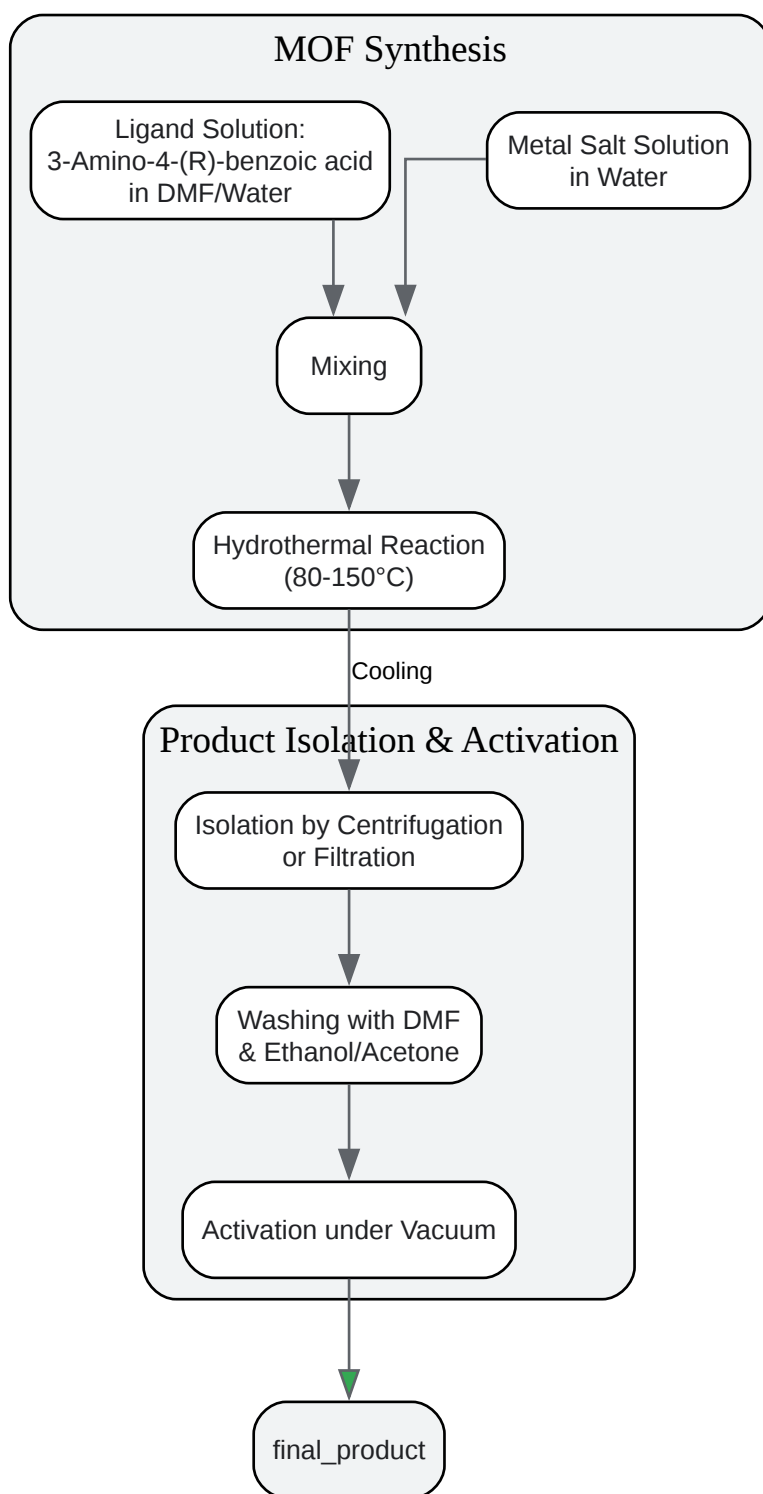 MOF Synthesis
Ligand Solution:
3-Amino-4-(R)-benzoic acid
in DMF/Water
Metal Salt Solution
in Water
Mixing
Hydrothermal Reaction
(80-150°C)
Cooling
Product Isolation & Activation
Isolation by Centrifugation
or Filtration
Washing with DMF
& Ethanol/Acetone
Activation under Vacuum
final_product